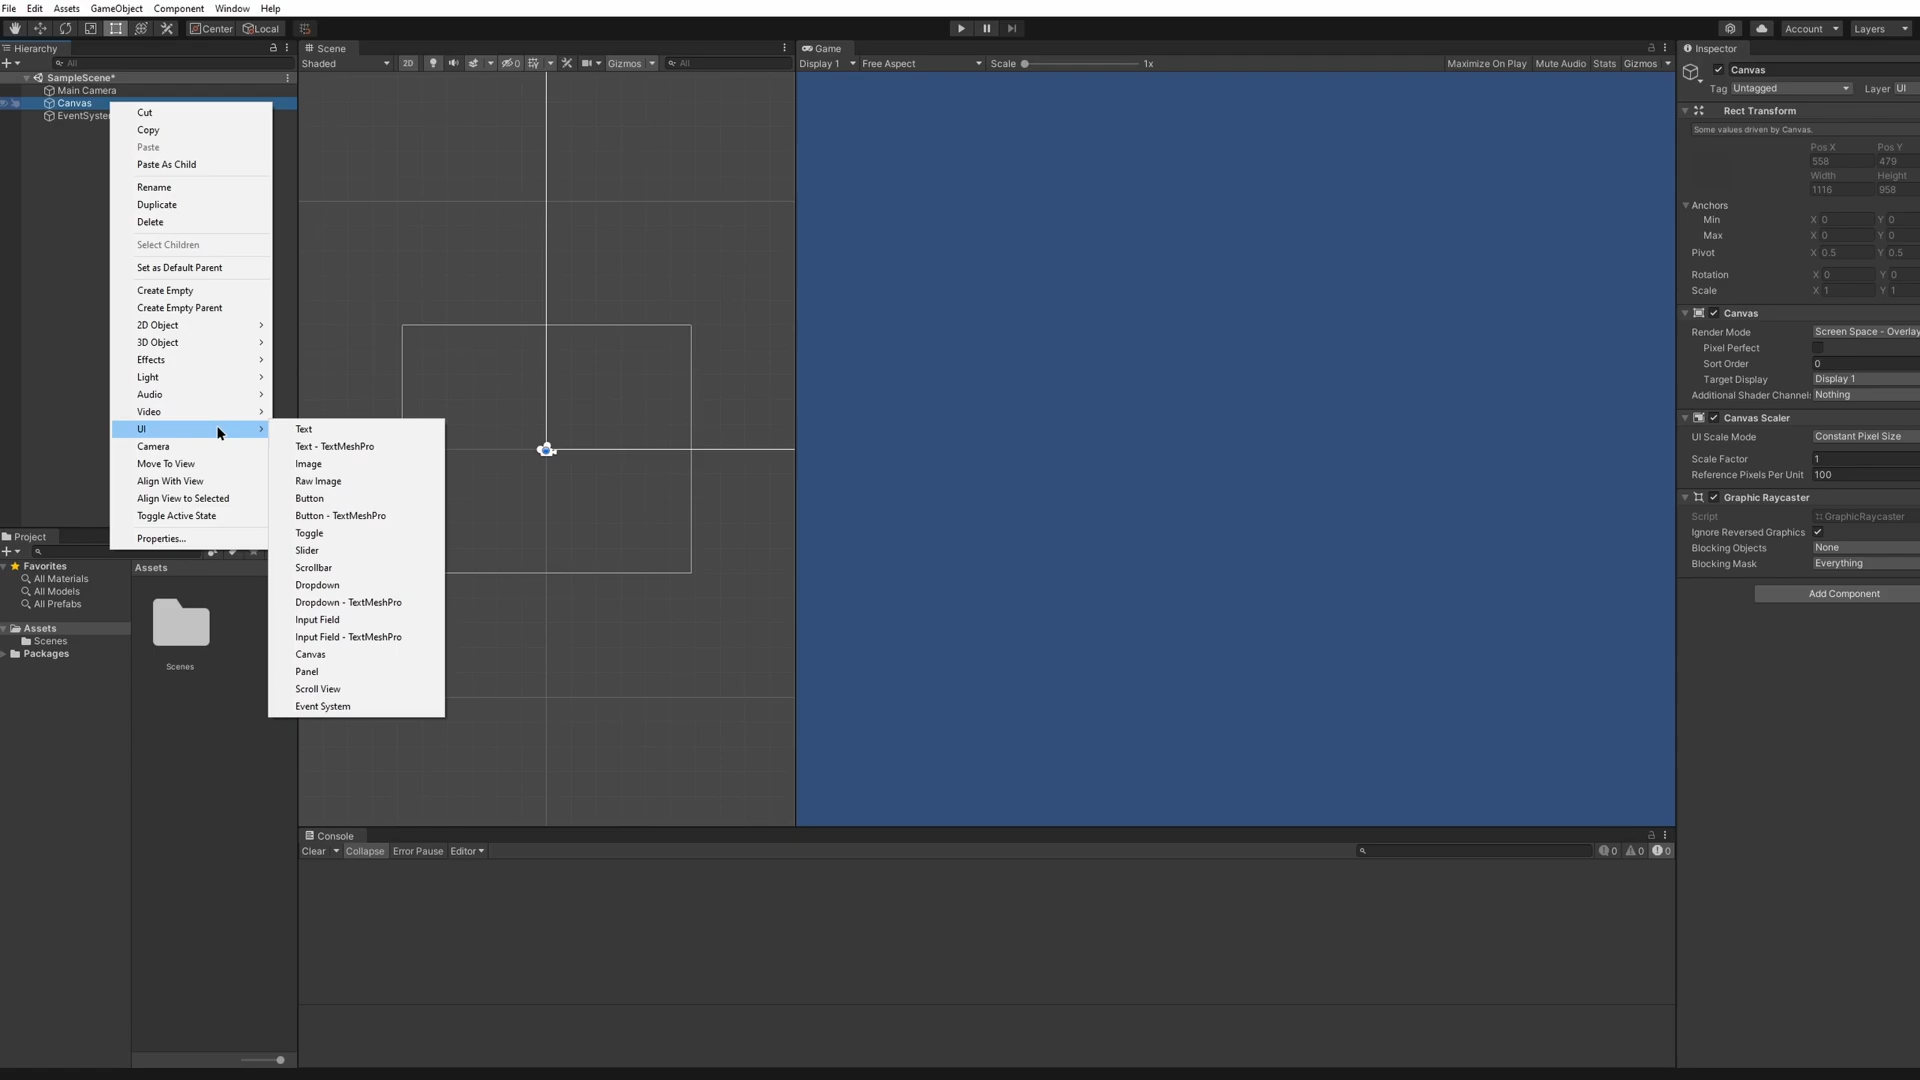 File Edit Assets GameObject Component Window Help
Center Local Account Layers
Hierarchy
All
SampleScene*
Main Camera
Canvas
EventSyste
Cut
Copy
Paste
Paste As Child
Rename
Duplicate
Delete
Select Children
Set as Default Parent
Create Empty
Create Empty Parent
2D Object
3D Object
Effects
Light
Audio
Video
UI
Camera
Move To View
Align With View
Align View to Selected
Toggle Active State
Properties...
Text
Text - TextMeshPro
Image
Raw Image
Button
Button - TextMeshPro
Toggle
Slider
Scrollbar
Dropdown
Dropdown - TextMeshPro
Input Field
Input Field - TextMeshPro
Canvas
Panel
Scroll View
Event System
Project
Favorites
All Materials
All Models
All Prefabs
Assets
Scenes
Packages
Assets
Scenes
Scene
Shaded 2D 0 Gizmos All
Game
Display 1 Free Aspect Scale 1x Maximize On Play Mute Audio Stats Gizmos
Console
Clear Collapse Error Pause Editor 0 0 0
Inspector
Canvas
Tag Untagged Layer UI
Rect Transform
Some values driven by Canvas.
Pos X Pos Y
558 479
Width Height
1116 958
Anchors
Min X 0 Y 0
Max X 0 Y 0
Pivot X 0.5 Y 0.5
Rotation X 0 Y 0
Scale X 1 Y 1
Canvas
Render Mode Screen Space - Overlay
Pixel Perfect
Sort Order 0
Target Display Display 1
Additional Shader Channels Nothing
Canvas Scaler
UI Scale Mode Constant Pixel Size
Scale Factor 1
Reference Pixels Per Unit 100
Graphic Raycaster
Script GraphicRaycaster
Ignore Reversed Graphics
Blocking Objects None
Blocking Mask Everything
Add Component